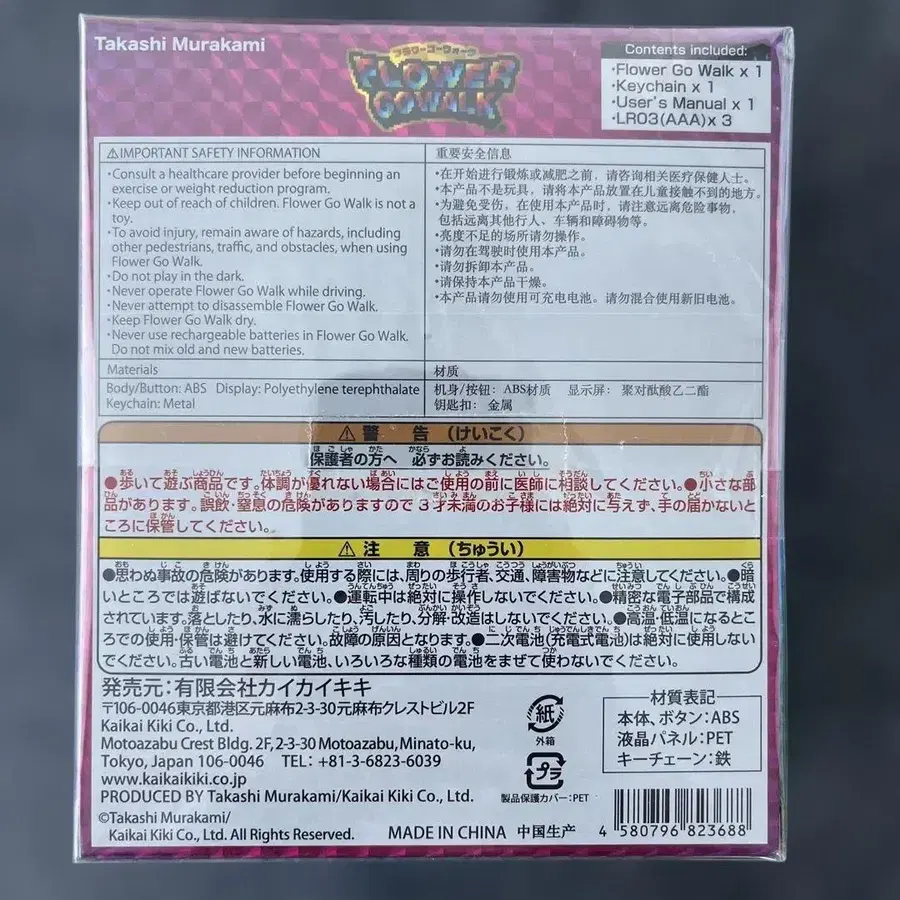 Takashi Murakami
フラワーゴーウォーク
FLOWER
GOWALK
Contents included:
・Flower Go Walk x 1
・Keychain x 1
・User's Manual x 1
・LR03(AAA)x 3
⚠IMPORTANT SAFETY INFORMATION
・Consult a healthcare provider before beginning an
exercise or weight reduction program.
・Keep out of reach of children. Flower Go Walk is not a
toy.
・To avoid injury, remain aware of hazards, including
other pedestrians, traffic, and obstacles, when using
Flower Go Walk.
・Do not play in the dark.
・Never operate Flower Go Walk while driving.
・Never attempt to disassemble Flower Go Walk.
・Keep Flower Go Walk dry.
・Never use rechargeable batteries in Flower Go Walk.
Do not mix old and new batteries.
重要安全信息
・在开始进行锻炼或减肥之前，请咨询相关医疗保健人士。
・本产品不是玩具，请将本产品放置在儿童接触不到的地方。
・为避免受伤，在使用本产品时，请注意远离危险事物，
包括远离其他行人、车辆和障碍物等。
・亮度不足的场所请勿操作。
・请勿在驾驶时使用本产品。
・请勿拆卸本产品。
・请保持本产品干燥。
・本产品请勿使用可充电电池。请勿混合使用新旧电池。
Materials
Body/Button: ABS Display: Polyethylene terephthalate
Keychain: Metal
材质
机身/按钮： ABS材质 显示屏： 聚对酞酸乙二酯
钥匙扣： 金属
⚠警 告（けいこく）
保護者の方へ 必ずお読みください。
●歩いて遊ぶ商品です。体調が優れない場合にはご使用の前に医師に相談してください。●小さな部
品があります。誤飲・窒息の危険がありますので３才未満のお子様には絶対に与えず、手の届かないと
ころに保管してください。
⚠注 意（ちゅうい）
●思わぬ事故の危険があります。使用する際には、周りの歩行者、交通、障害物などに注意してください。●暗
いところでは遊ばないでください。●運転中は絶対に操作しないでください。●精密な電子部品で構成
されています。落としたり、水に濡らしたり、汚したり、分解・改造はしないでください。●高温・低温になるところ
での使用・保管は避けてください。故障の原因となります。●二次電池(充電式電池)は絶対に使用しない
でください。古い電池と新しい電池、いろいろな種類の電池をまぜて使わないでください。
発売元：有限会社カイカイキキ
〒106-0046東京都港区元麻布2-3-30元麻布クレストビル2F
Kaikai Kiki Co., Ltd.
Motoazabu Crest Bldg. 2F, 2-3-30 Motoazabu, Minato-ku,
Tokyo, Japan 106-0046 TEL: +81-3-6823-6039
www.kaikaikiki.co.jp
PRODUCED BY Takashi Murakami/Kaikai Kiki Co., Ltd.
©Takashi Murakami/
Kaikai Kiki Co., Ltd. All Rights Reserved.
MADE IN CHINA 中国生产
紙
外箱
プラ
製品保護カバー：PET
材質表記
本体、ボタン：ABS
液晶パネル：PET
キーチェーン：鉄
4 580796 823688